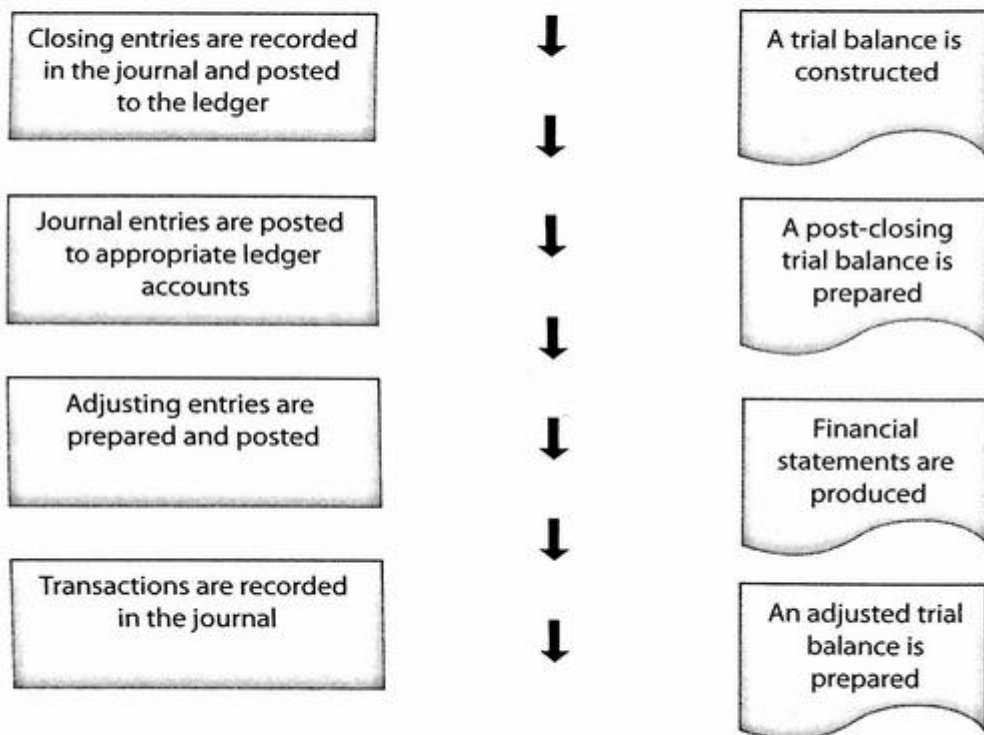 Closing entries are recorded
in the journal and posted
to the ledger
Journal entries are posted
to appropriate ledger
accounts
Adjusting entries are
prepared and posted
Transactions are recorded
in the journal
A trial balance is
constructed
A post-closing
trial balance is
prepared
Financial
statements are
produced
An adjusted trial
balance is
prepared